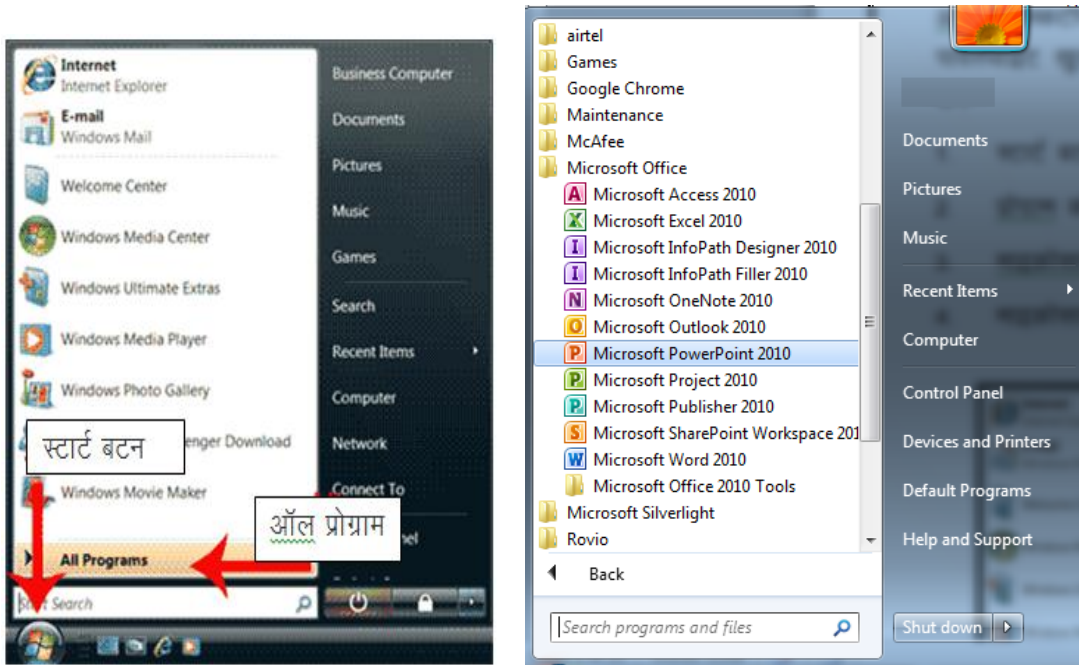 Internet
Internet Explorer
E-mail
Windows Mail
Welcome Center
Windows Media Center
Windows Ultimate Extras
Windows Media Player
Windows Photo Gallery
स्टार्ट बटन
enger Download
Windows Movie Maker
ऑल प्रोग्राम
All Programs
Search
Business Computer
Documents
Pictures
Music
Games
Search
Recent Items
Computer
Network
Connect To
airtel
Games
Google Chrome
Maintenance
McAfee
Microsoft Office
Microsoft Access 2010
Microsoft Excel 2010
Microsoft InfoPath Designer 2010
Microsoft InfoPath Filler 2010
Microsoft OneNote 2010
Microsoft Outlook 2010
Microsoft PowerPoint 2010
Microsoft Project 2010
Microsoft Publisher 2010
Microsoft SharePoint Workspace 201
Microsoft Word 2010
Microsoft Office 2010 Tools
Microsoft Silverlight
Rovio
Back
Search programs and files
Documents
Pictures
Music
Recent Items
Computer
Control Panel
Devices and Printers
Default Programs
Help and Support
Shut down